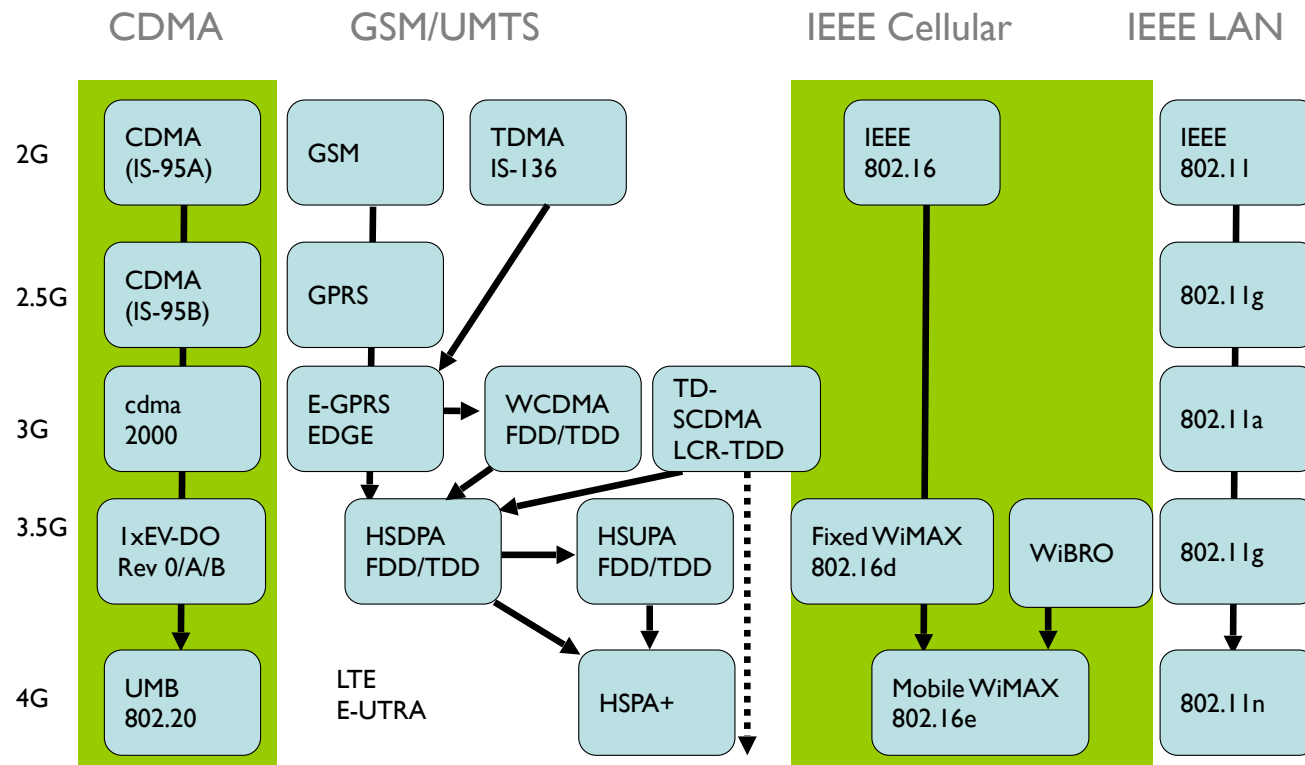 CDMA
GSM/UMTS
IEEE Cellular
IEEE LAN
2G
CDMA
(IS-95A)
GSM
TDMA
IS-136
IEEE
802.16
IEEE
802.11
2.5G
CDMA
(IS-95B)
GPRS
802.11g
3G
cdma
2000
E-GPRS
EDGE
WCDMA
FDD/TDD
TD-
SCDMA
LCR-TDD
802.11a
3.5G
1xEV-DO
Rev 0/A/B
HSDPA
FDD/TDD
HSUPA
FDD/TDD
Fixed WiMAX
802.16d
WiBRO
802.11g
4G
UMB
802.20
LTE
E-UTRA
HSPA+
Mobile WiMAX
802.16e
802.11n